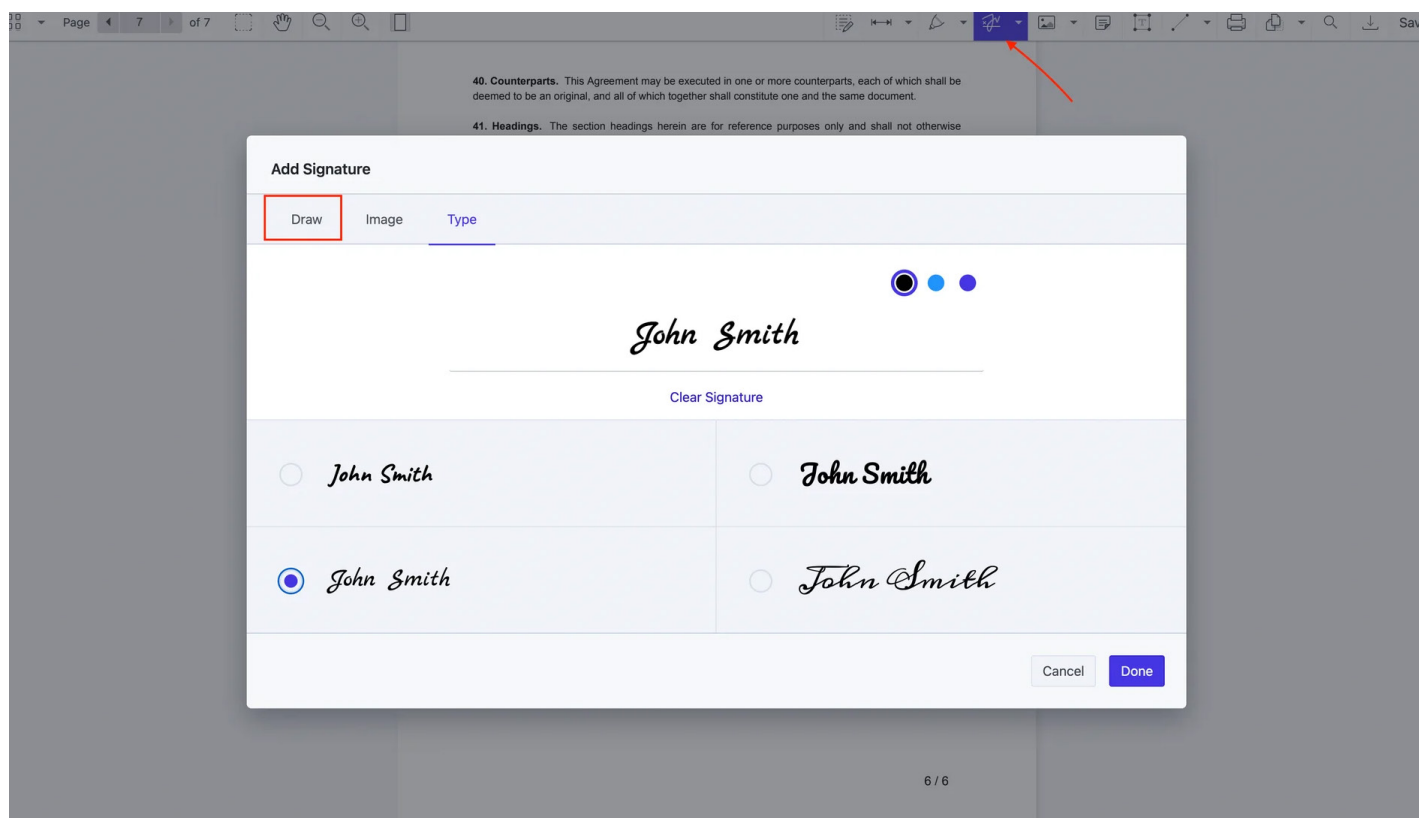 Page 7 of 7 Sav
40. Counterparts. This Agreement may be executed in one or more counterparts, each of which shall be
deemed to be an original, and all of which together shall constitute one and the same document.
41. Headings. The section headings herein are for reference purposes only and shall not otherwise
Add Signature
Draw Image Type
John Smith
Clear Signature
John Smith John Smith
John Smith John Smith
Cancel Done
6 / 6